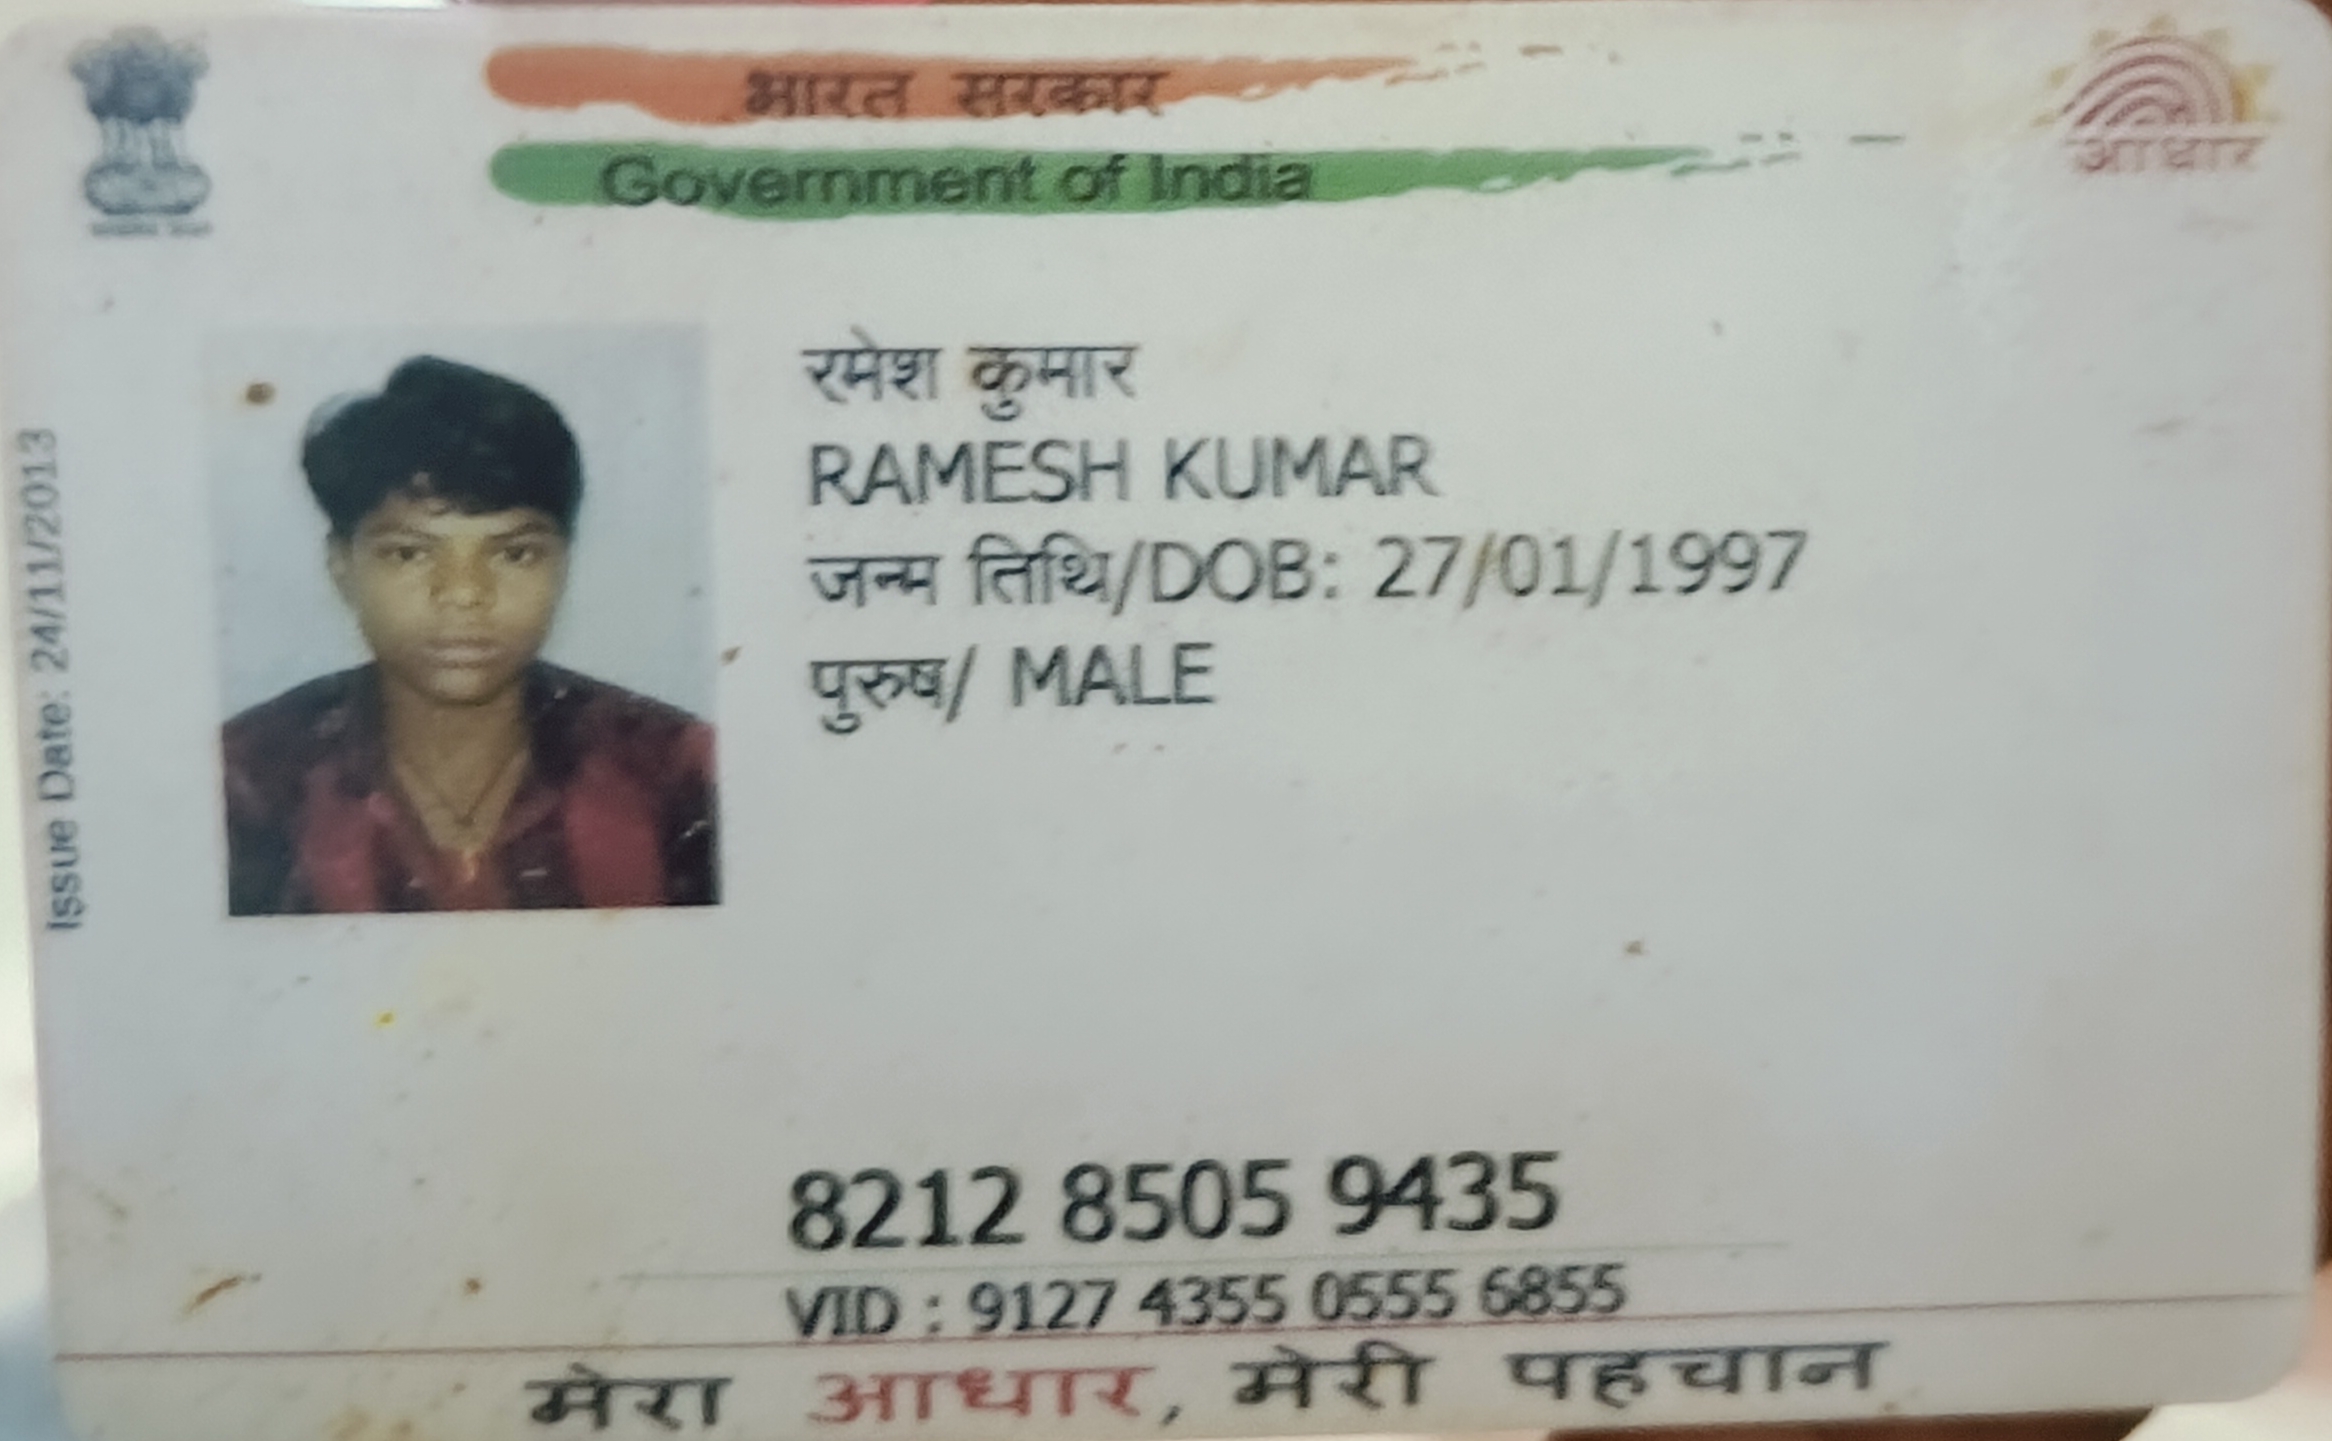 भारत सरकार
Government of India
आधार
Issue Date: 24/11/2013
रमेश कुमार
RAMESH KUMAR
जन्म तिथि/DOB: 27/01/1997
पुरुष/ MALE
8212 8505 9435
VID : 9127 4355 0555 6855
मेरा आधार, मेरी पहचान